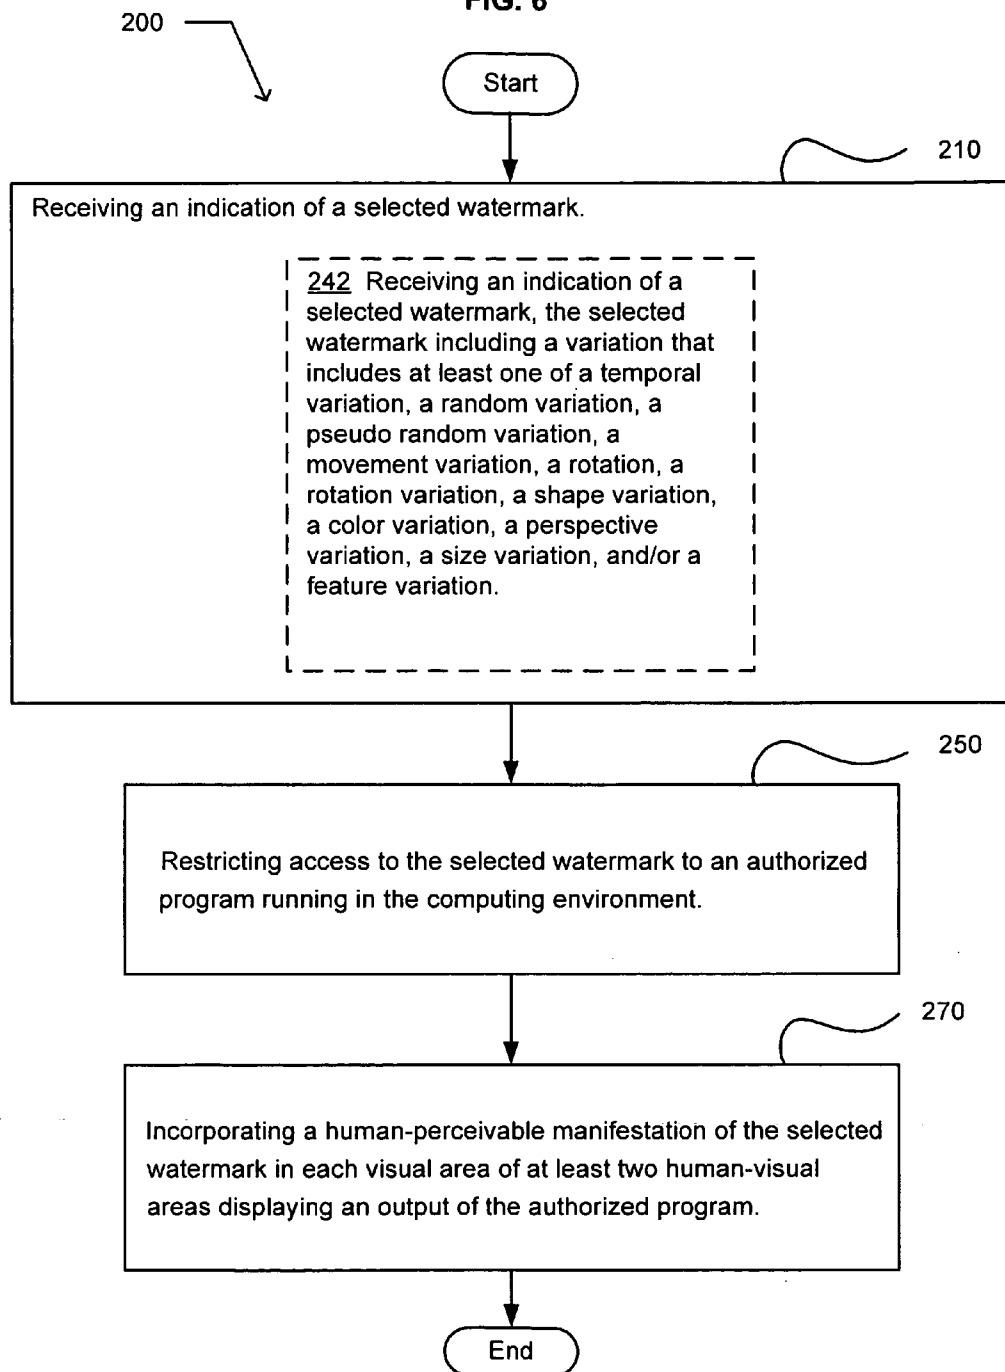 FIG. 6
200
Start
210
Receiving an indication of a selected watermark.
242 Receiving an indication of a
selected watermark, the selected
watermark including a variation that
includes at least one of a temporal
variation, a random variation, a
pseudo random variation, a
movement variation, a rotation, a
rotation variation, a shape variation,
a color variation, a perspective
variation, a size variation, and/or a
feature variation.
250
Restricting access to the selected watermark to an authorized
program running in the computing environment.
270
Incorporating a human-perceivable manifestation of the selected
watermark in each visual area of at least two human-visual
areas displaying an output of the authorized program.
End